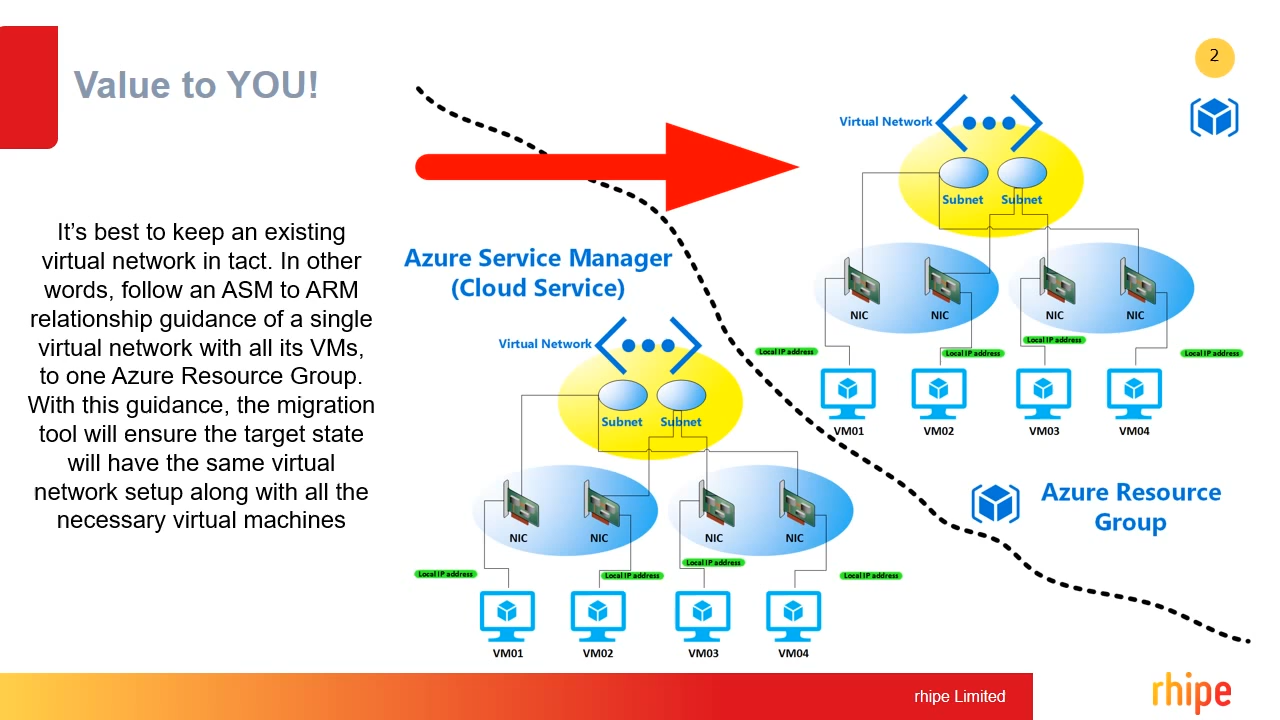 2
Value to YOU!
It’s best to keep an existing
virtual network in tact. In other
words, follow an ASM to ARM
relationship guidance of a single
virtual network with all its VMs,
to one Azure Resource Group.
With this guidance, the migration
tool will ensure the target state
will have the same virtual
network setup along with all the
necessary virtual machines
Azure Service Manager
(Cloud Service)
Virtual Network
Subnet Subnet
NIC NIC NIC NIC
Local IP address
Local IP address
Local IP address
Local IP address
VM01 VM02 VM03 VM04
Virtual Network
Subnet Subnet
NIC NIC NIC NIC
Local IP address
Local IP address
Local IP address
Local IP address
VM01 VM02 VM03 VM04
Azure Resource
Group
rhipe Limited
rhipe